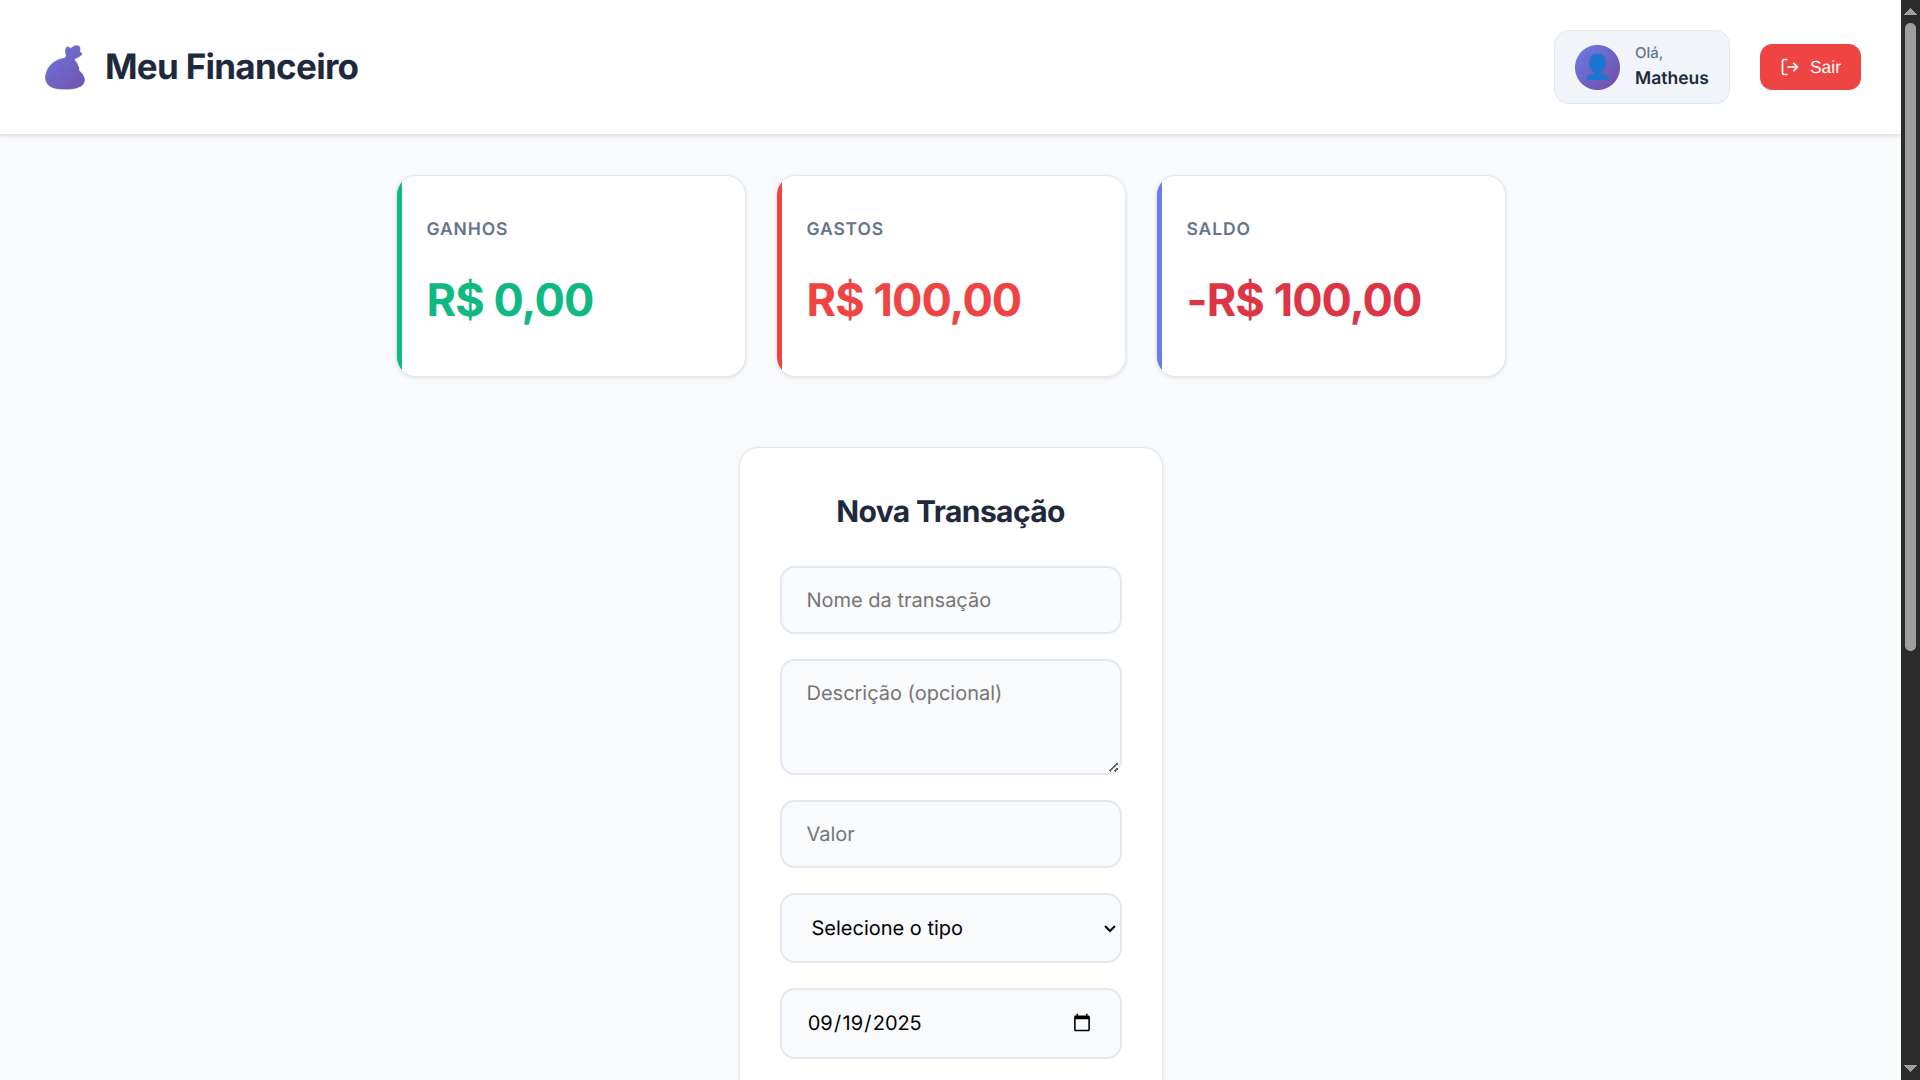 Meu Financeiro
Olá,
Matheus
Sair
GANHOS
R$ 0,00
GASTOS
R$ 100,00
SALDO
-R$ 100,00
Nova Transação
Nome da transação
Descrição (opcional)
Valor
Selecione o tipo
09/19/2025